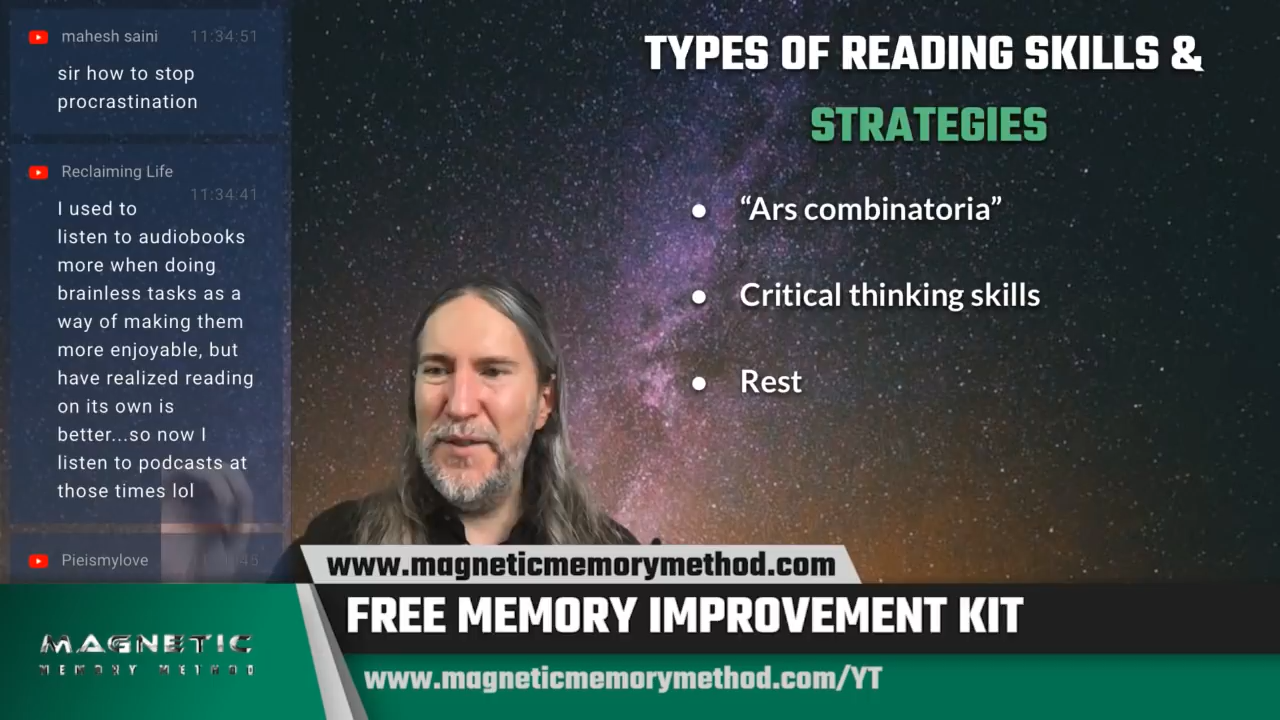 mahesh saini 11:34:51
sir how to stop
procrastination
Reclaiming Life
11:34:41
I used to
listen to audiobooks
more when doing
brainless tasks as a
way of making them
more enjoyable, but
have realized reading
on its own is
better...so now I
listen to podcasts at
those times lol
Pieismylove
TYPES OF READING SKILLS &
STRATEGIES
• “Ars combinatoria”
• Critical thinking skills
• Rest
www.magneticmemorymethod.com
FREE MEMORY IMPROVEMENT KIT
www.magneticmemorymethod.com/YT
MAGNETIC
MEMORY METHOD